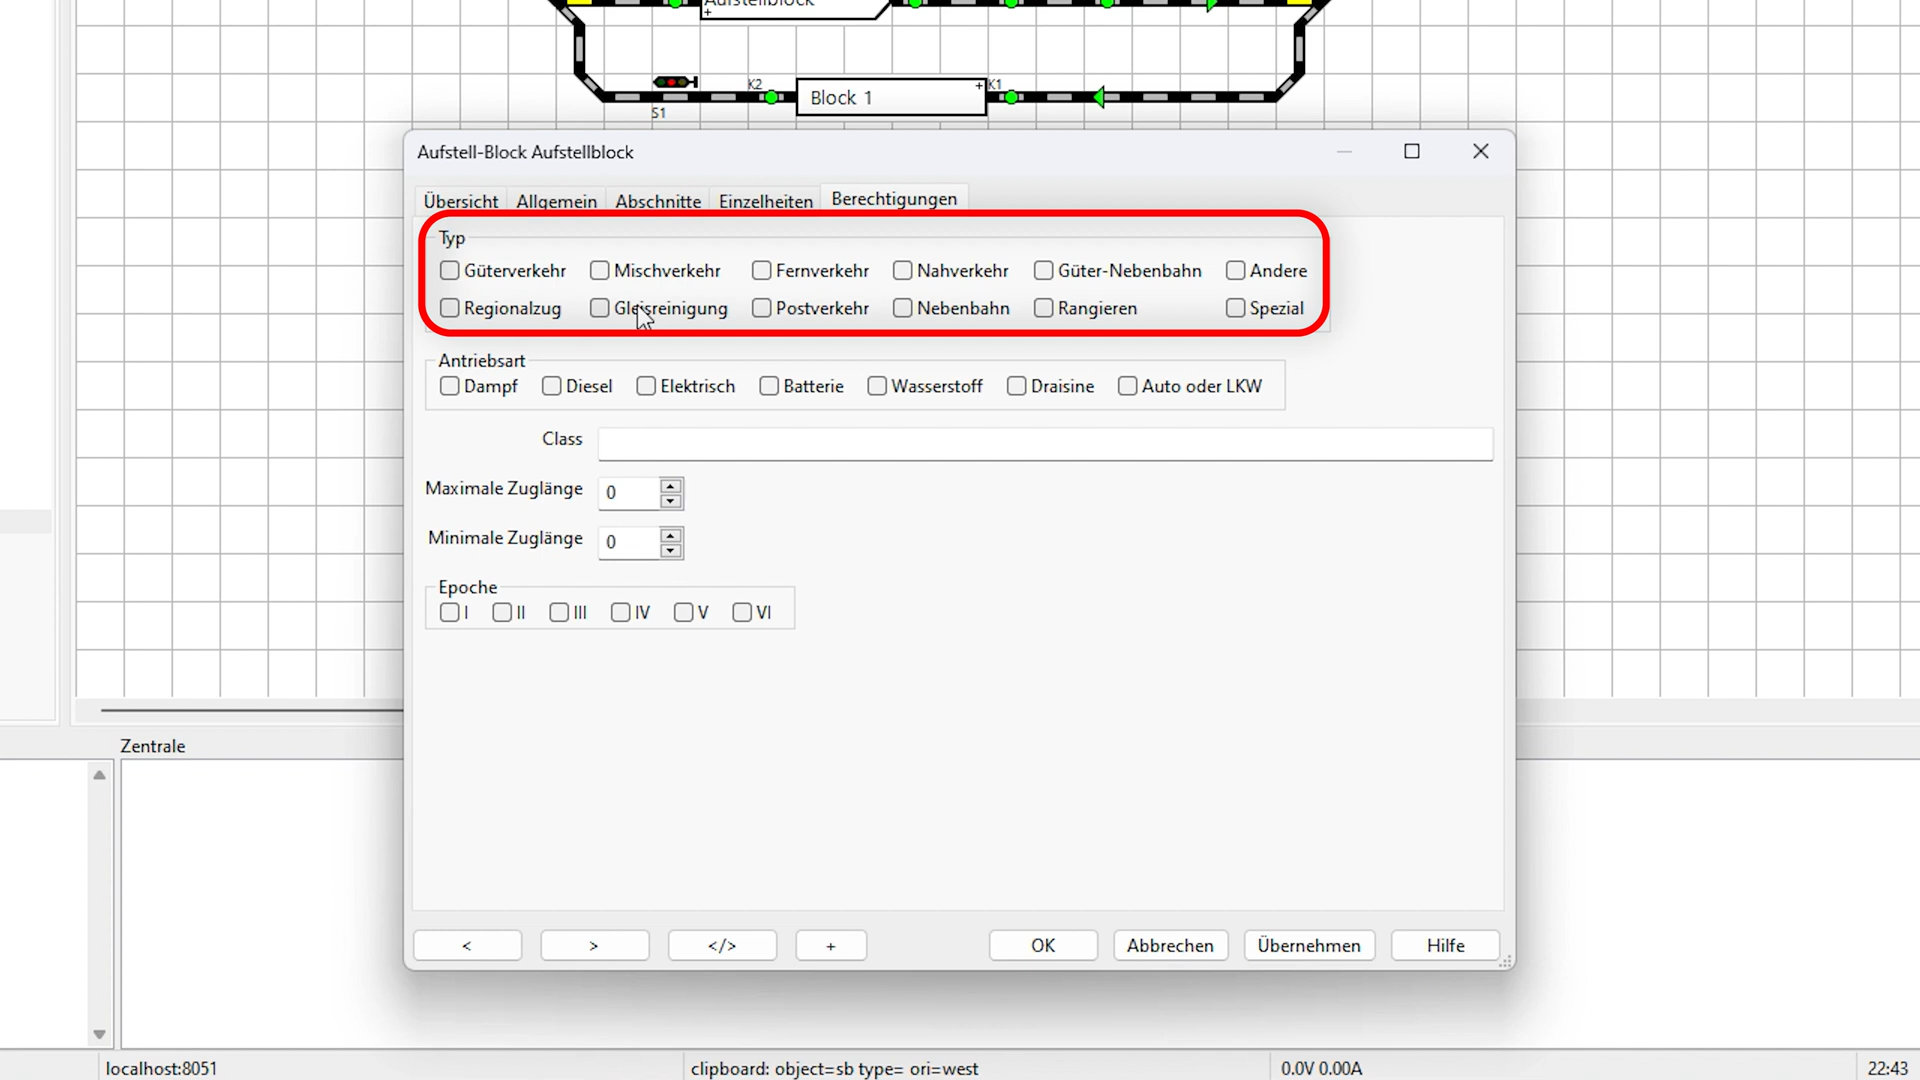 Aufstellblock
+
K2
Block 1
+
K1
S1
Aufstell-Block Aufstellblock
Übersicht Allgemein Abschnitte Einzelheiten Berechtigungen
Typ
Güterverkehr Mischverkehr Fernverkehr Nahverkehr Güter-Nebenbahn Andere
Regionalzug Gleisreinigung Postverkehr Nebenbahn Rangieren Spezial
Antriebsart
Dampf Diesel Elektrisch Batterie Wasserstoff Draisine Auto oder LKW
Class
Maximale Zuglänge 0
Minimale Zuglänge 0
Epoche
I II III IV V VI
Zentrale
< > </> + OK Abbrechen Übernehmen Hilfe
localhost:8051 clipboard: object=sb type= ori=west 0.0V 0.00A 22:43